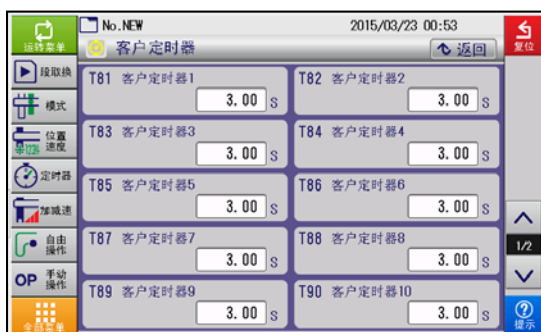 No.NEW 2015/03/23 00:53
运转菜单
客户定时器
返回
复位
段取换
模式
位置速度
定时器
加减速
自由操作
OP 手动操作
全部菜单
T81 客户定时器1
3.00 S
T82 客户定时器2
3.00 S
T83 客户定时器3
3.00 S
T84 客户定时器4
3.00 S
T85 客户定时器5
3.00 S
T86 客户定时器6
3.00 S
T87 客户定时器7
3.00 S
T88 客户定时器8
3.00 S
T89 客户定时器9
3.00 S
T90 客户定时器10
3.00 S
1/2
提示